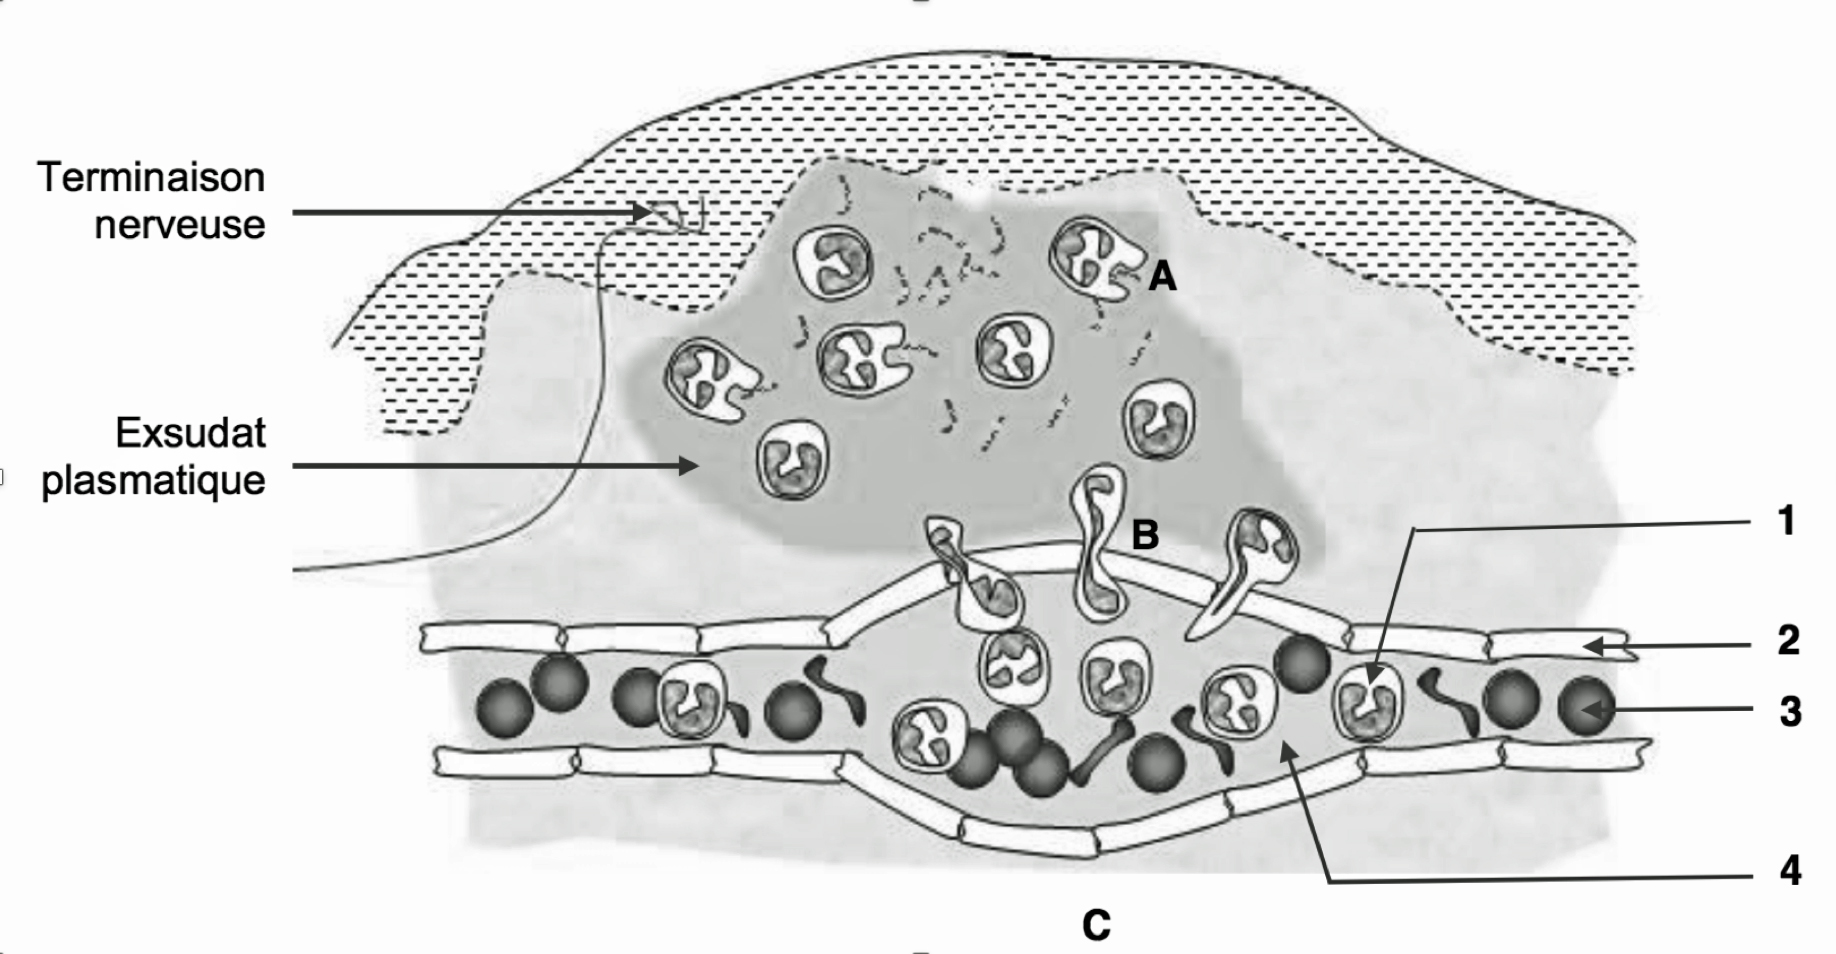 Terminaison
nerveuse
A
Exsudat
plasmatique
B
1
2
3
4
C